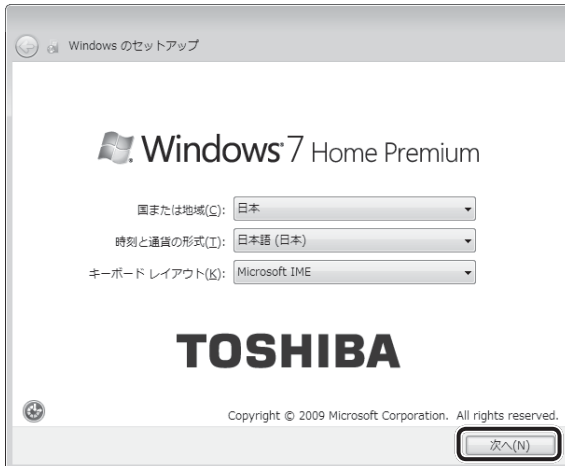 Windows のセットアップ
Windows 7 Home Premium
国または地域(C): 日本
時刻と通貨の形式(T): 日本語 (日本)
キーボード レイアウト(K): Microsoft IME
TOSHIBA
Copyright © 2009 Microsoft Corporation. All rights reserved.
次へ(N)